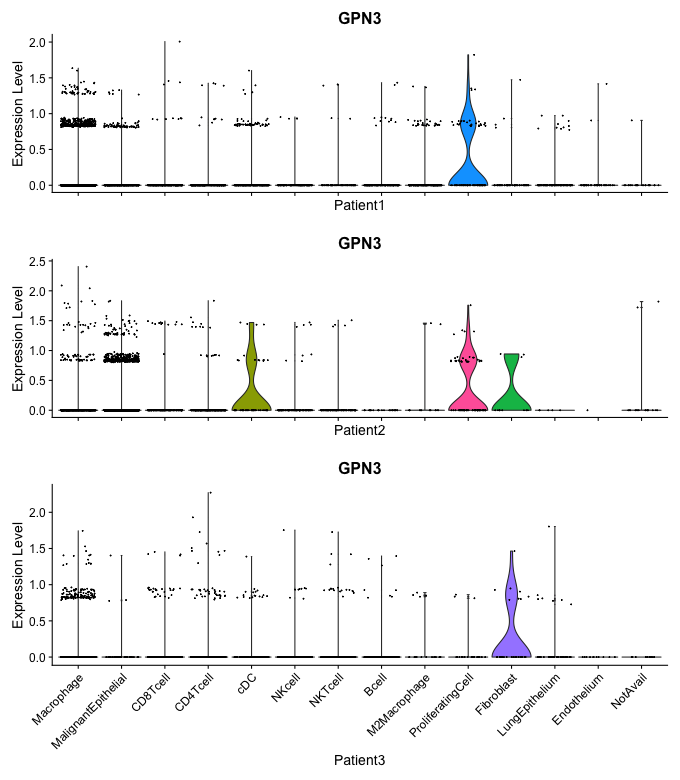 GPN3
Expression Level
2.0
1.5
1.0
0.5
0.0
Patient1
GPN3
Expression Level
2.5
2.0
1.5
1.0
0.5
0.0
Patient2
GPN3
Expression Level
2.0
1.5
1.0
0.5
0.0
Macrophage
MalignantEpithelial
CD8Tcell
CD4Tcell
cDC
NKcell
NKTcell
Bcell
M2Macrophage
ProliferatingCell
Fibroblast
LungEpithelium
Endothelium
NotAvail
Patient3